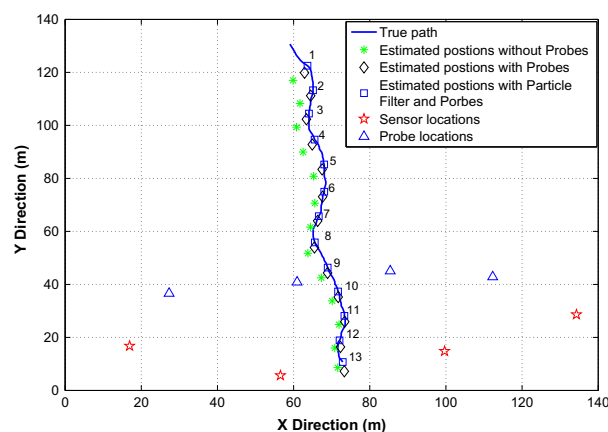 140
120
100
80
60
40
20
0
Y Direction (m)
0 20 40 60 80 100 120 140
X Direction (m)
True path
Estimated postions without Probes
Estimated postions with Probes
Estimated postions with Particle
Filter and Porbes
Sensor locations
Probe locations
1
2
3
4
5
6
7
8
9
10
11
12
13